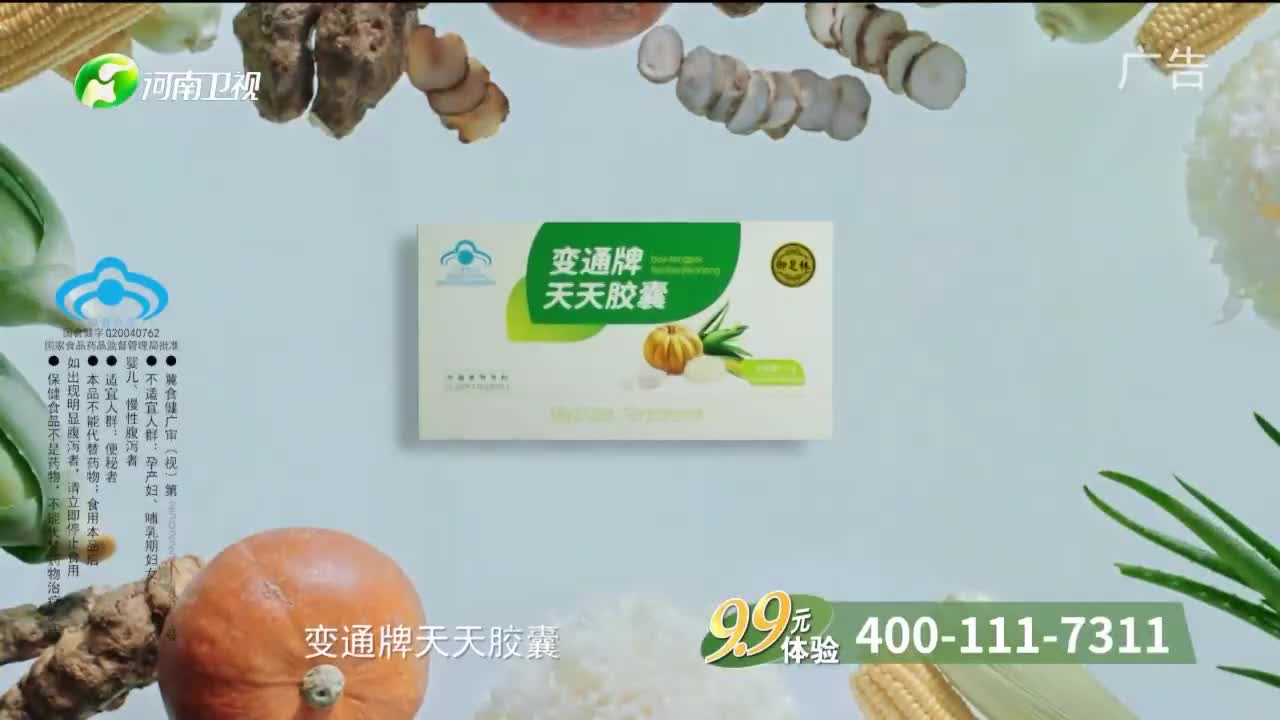 河南卫视
广告
变通牌
天天胶囊
御芝林
国食健字G20040762
国家食品药品监督管理局批准
●冀食健广审(视)第
●不适宜人群：孕产妇、哺乳期妇女、
婴儿、慢性腹泻者
●适宜人群：便秘者
●本品不能代替药物；食用本品后
如出现明显腹泻者，请立即停止食用
●保健食品不是药物，不能代替药物治疗
变通牌天天胶囊
9.9元
体验
400-111-7311